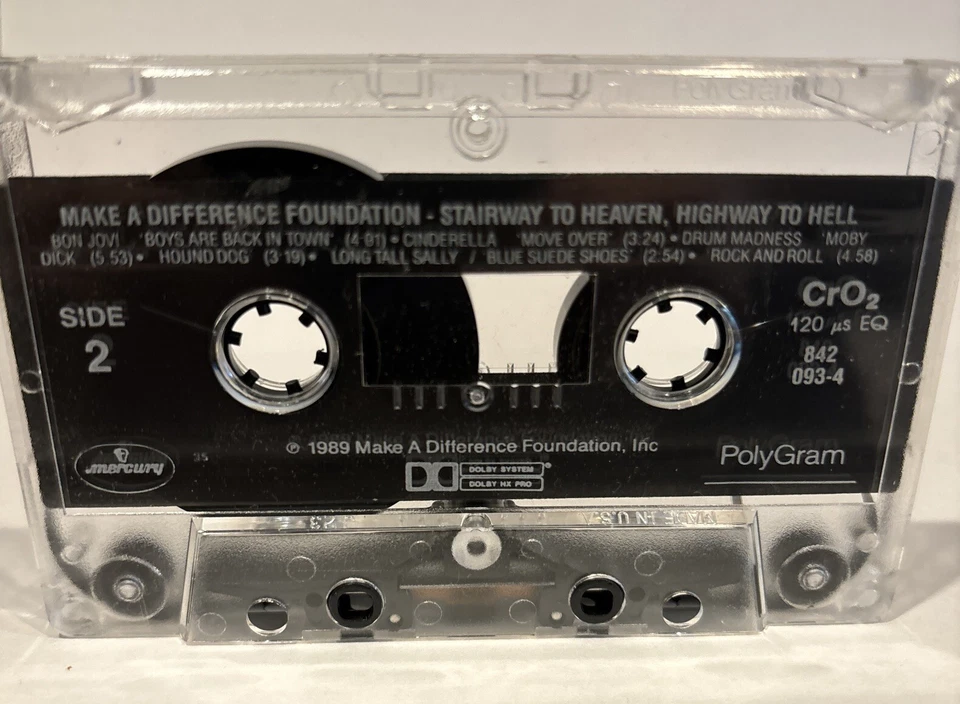 PolyGram
MAKE A DIFFERENCE FOUNDATION - STAIRWAY TO HEAVEN, HIGHWAY TO HELL
BON JOVI 'BOYS ARE BACK IN TOWN' (4:01) • CINDERELLA 'MOVE OVER' (3:24) • DRUM MADNESS 'MOBY
DICK (5:53) • HOUND DOG (3:19) • LONG TALL SALLY / BLUE SUEDE SHOES' (2:54) • ROCK AND ROLL (4:58)
SIDE
2
CrO2
120 µs EQ
842
093-4
mercury
35
℗ 1989 Make A Difference Foundation, Inc
PolyGram
DOLBY SYSTEM®
DOLBY HX PRO
MADE IN U.S.A.